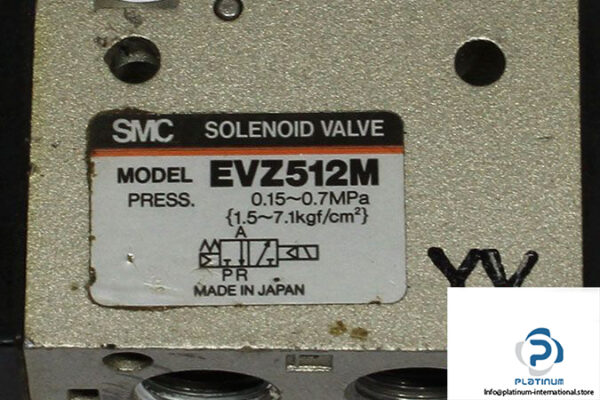 SMC SOLENOID VALVE
MODEL EVZ512M
PRESS. 0.15~0.7MPa
{1.5~7.1kgf/cm²}
A
PR
MADE IN JAPAN
PLATINUM
Info@platinum-international.store